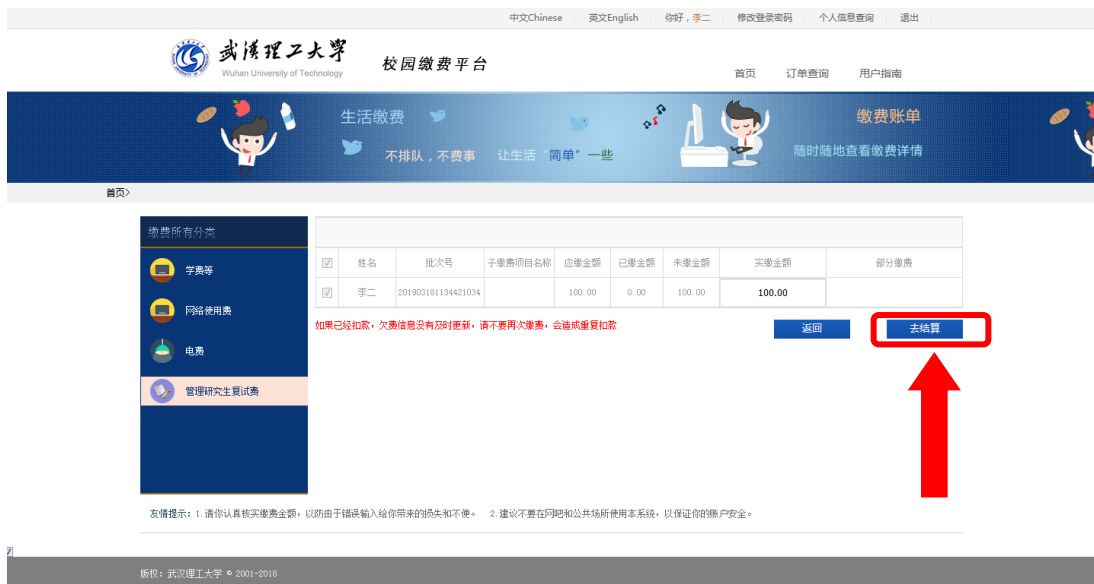 中文Chinese 英文English 你好，李二 修改登录密码 个人信息查询 退出
武汉理工大学
Wuhan University of Technology
校园缴费平台
首页 订单查询 用户指南
生活缴费
不排队，不费事 让生活“简单”一些
缴费账单
随时随地查看缴费详情
首页>
缴费所有分类
学费等
网络使用费
电费
管理研究生复试费
姓名 批次号 子缴费项目名称 应缴金额 已缴金额 未缴金额 实缴金额 部分缴费
李二 201903181134421034 100.00 0.00 100.00 100.00
如果已经扣款，欠费信息没有及时更新，请不要再次缴费，会造成重复扣款
返回 去结算
友情提示：1.请你认真核实缴费金额，以防由于错误输入给你带来的损失和不便。 2.建议不要在网吧和公共场所使用本系统，以保证你的账户安全。
版权：武汉理工大学 © 2001-2018